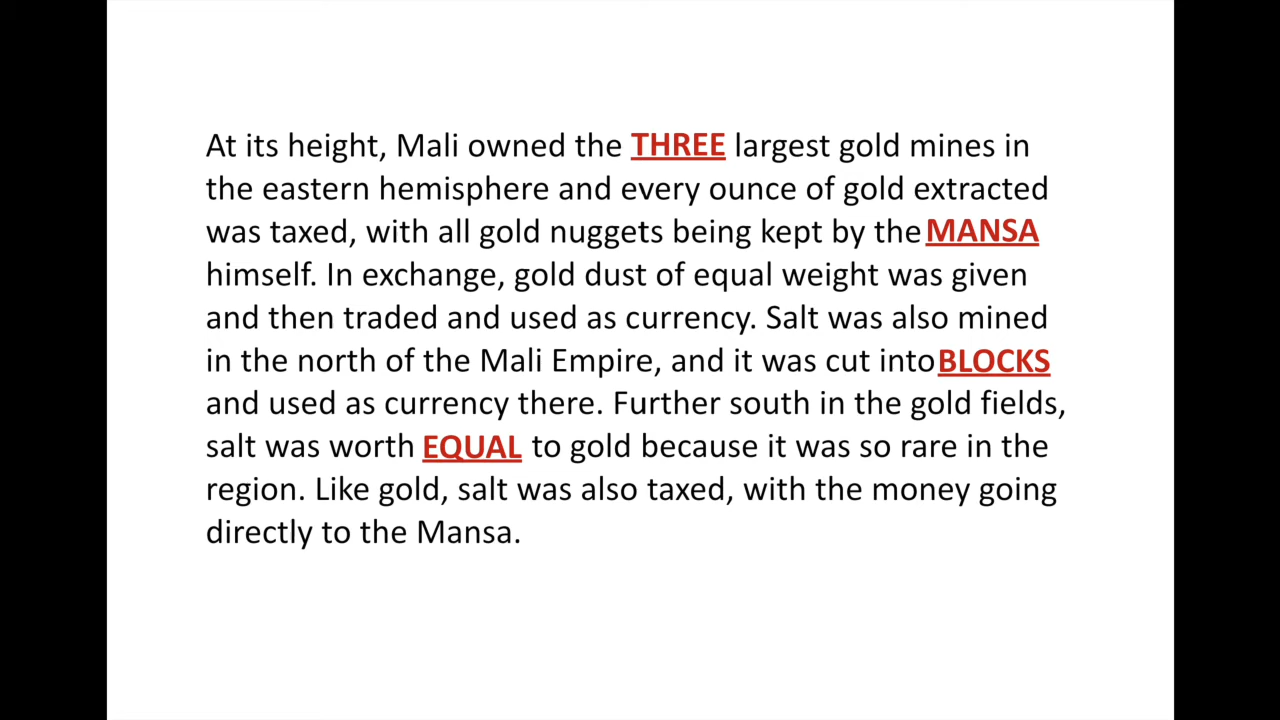 At its height, Mali owned the THREE largest gold mines in
the eastern hemisphere and every ounce of gold extracted
was taxed, with all gold nuggets being kept by the MANSA
himself. In exchange, gold dust of equal weight was given
and then traded and used as currency. Salt was also mined
in the north of the Mali Empire, and it was cut into BLOCKS
and used as currency there. Further south in the gold fields,
salt was worth EQUAL to gold because it was so rare in the
region. Like gold, salt was also taxed, with the money going
directly to the Mansa.